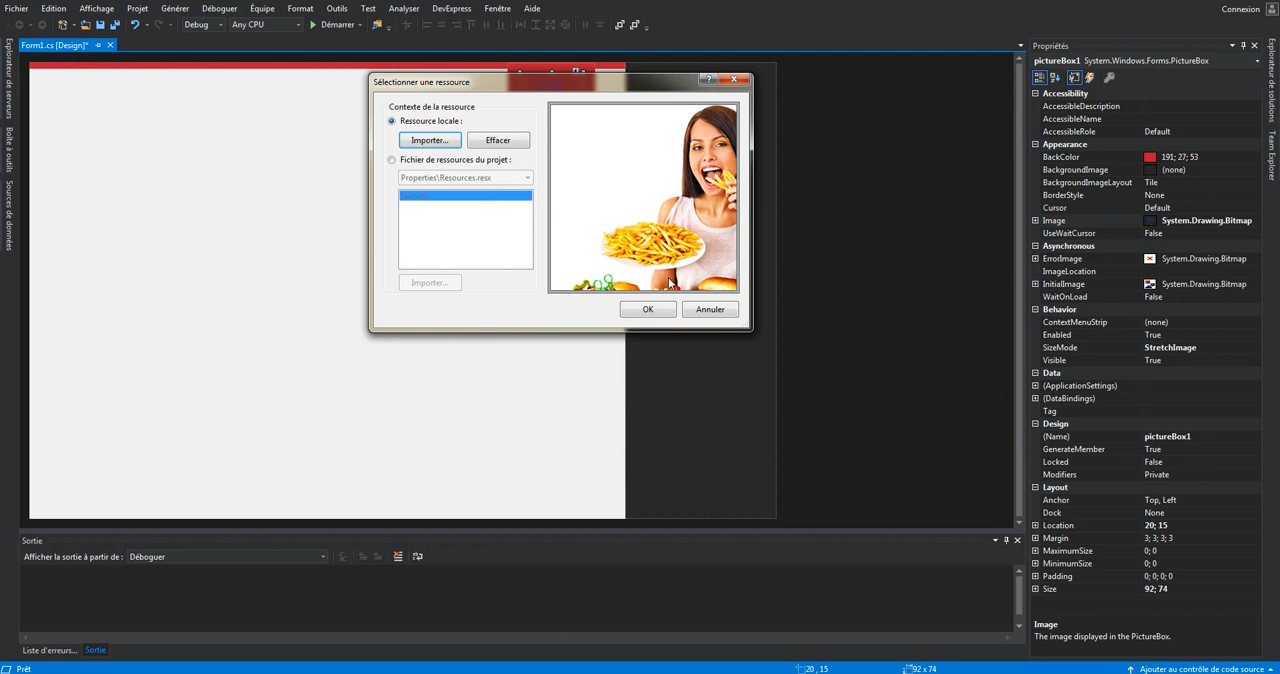 Fichier Edition Affichage Projet Générer Déboguer Équipe Format Outils Test Analyser DevExpress Fenêtre Aide Connexion
Debug Any CPU Démarrer
Form1.cs [Design]*
Explorateur de serveurs
Boîte à outils
Sources de données
Sélectionner une ressource
Contexte de la ressource
Ressource locale :
Importer... Effacer
Fichier de ressources du projet :
Properties\Resources.resx
Importer...
OK Annuler
Propriétés
pictureBox1 System.Windows.Forms.PictureBox
Accessibility
AccessibleDescription
AccessibleName
AccessibleRole Default
Appearance
BackColor 191; 27; 53
BackgroundImage (none)
BackgroundImageLayout Tile
BorderStyle None
Cursor Default
Image System.Drawing.Bitmap
UseWaitCursor False
Asynchronous
ErrorImage System.Drawing.Bitmap
ImageLocation
InitialImage System.Drawing.Bitmap
WaitOnLoad False
Behavior
ContextMenuStrip (none)
Enabled True
SizeMode StretchImage
Visible True
Data
(ApplicationSettings)
(DataBindings)
Tag
Design
(Name) pictureBox1
GenerateMember True
Locked False
Modifiers Private
Layout
Anchor Top, Left
Dock None
Location 20; 15
Margin 3; 3; 3; 3
MaximumSize 0; 0
MinimumSize 0; 0
Padding 0; 0; 0; 0
Size 92; 74
Image
The image displayed in the PictureBox.
Explorateur de solutions
Team Explorer
Sortie
Afficher la sortie à partir de : Déboguer
Liste d'erreurs... Sortie
Prêt 20 , 15 92 x 74 Ajouter au contrôle de code source